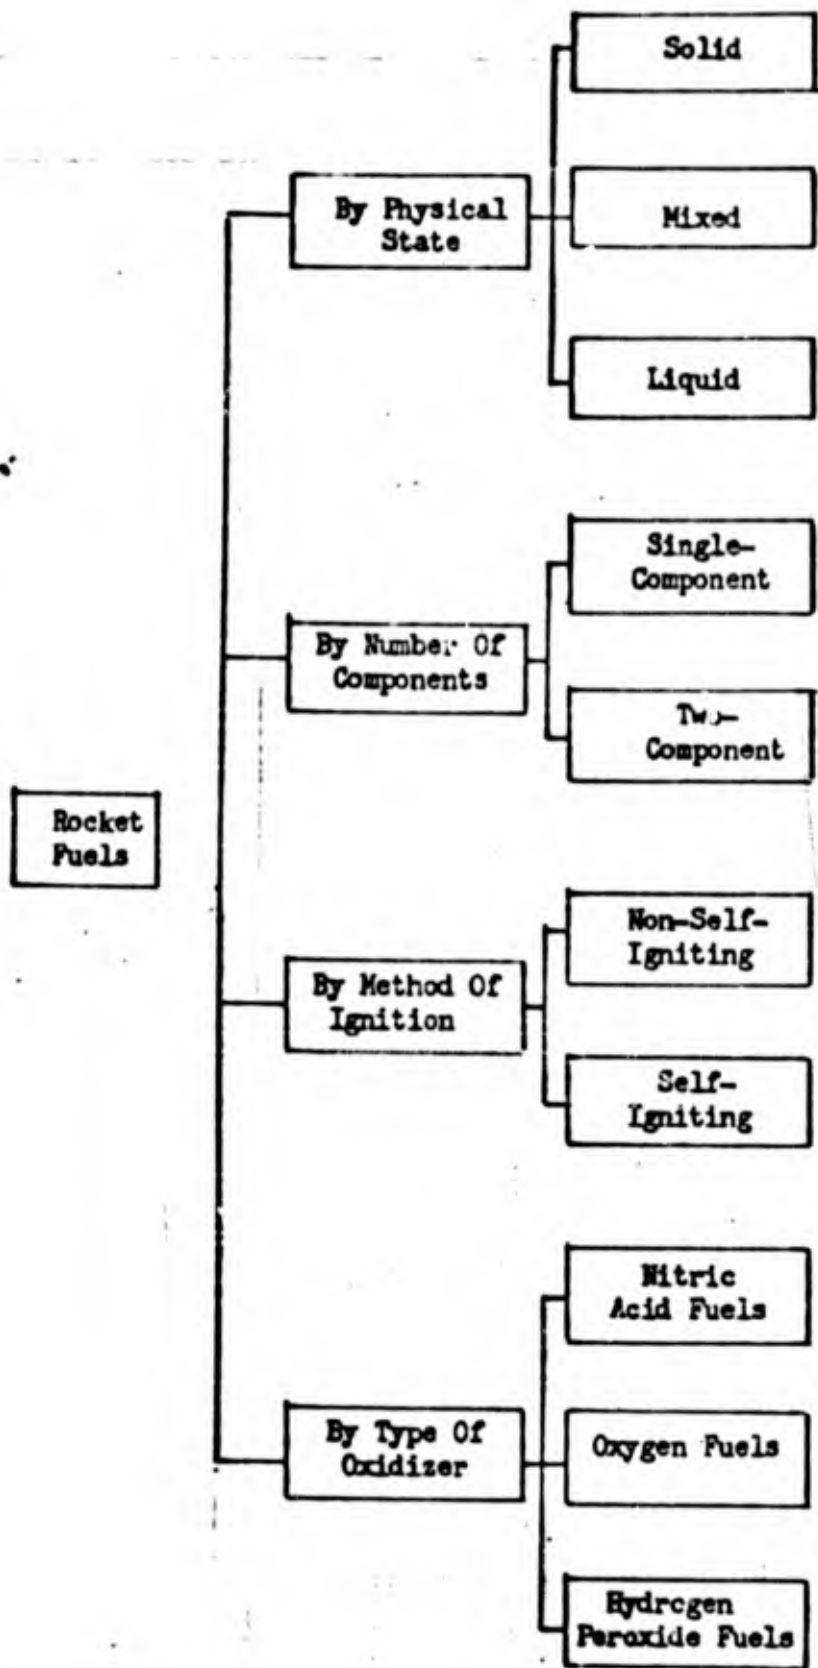 Rocket
Fuels
By Physical
State
Solid
Mixed
Liquid
By Number Of
Components
Single-
Component
Two-
Component
By Method Of
Ignition
Non-Self-
Igniting
Self-
Igniting
By Type Of
Oxidizer
Nitric
Acid Fuels
Oxygen Fuels
Hydrogen
Peroxide Fuels